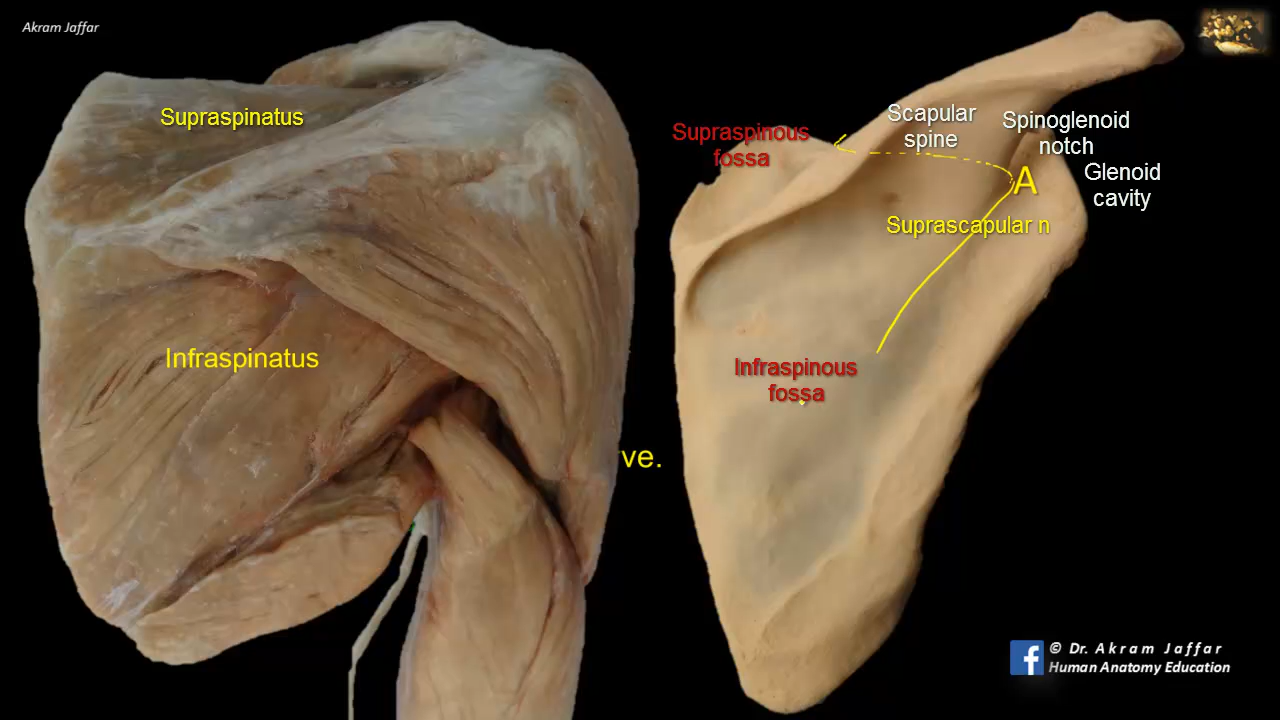 Akram Jaffar
Supraspinatus
Infraspinatus
ve.
Supraspinous
fossa
Scapular
spine
Spinoglenoid
notch
Glenoid
cavity
A
Suprascapular n
Infraspinous
fossa
f
© Dr. Akram Jaffar
Human Anatomy Education